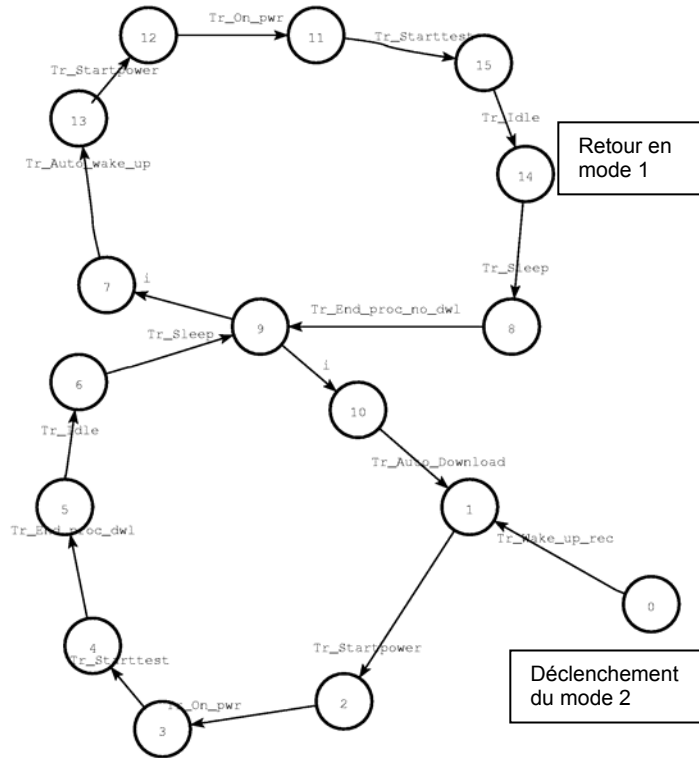 Tr_On_pwr
12
11
Tr_Starttest
15
Tr_Startpower
13
Tr_Idle
Retour en
mode 1
14
Tr_Auto_wake_up
Tr_Sleep
7
i
Tr_End_proc_no_dwl
9
8
Tr_Sleep
6
i
10
Tr_Idle
Tr_Auto_Download
5
1
Tr_End_proc_dwl
Tr_Wake_up_rec
0
4
Tr_Startpower
Tr_Starttest
Déclenchement
du mode 2
2
Tr_On_pwr
3